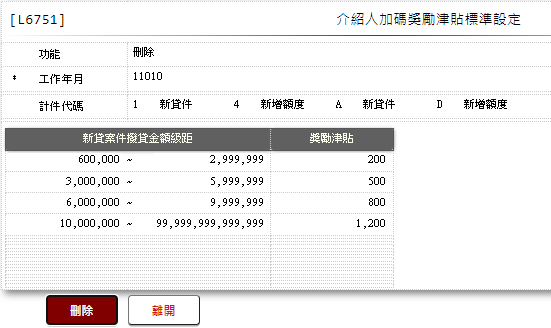 [L6751] 介紹人加碼獎勵津貼標準設定
功能 刪除
* 工作年月 11010
計件代碼 1 新貸件 4 新增額度 A 新貸件 D 新增額度
新貸案件撥貸金額級距 獎勵津貼
600,000 ~ 2,999,999 200
3,000,000 ~ 5,999,999 500
6,000,000 ~ 9,999,999 800
10,000,000 ~ 99,999,999,999,999 1,200
刪除 離開